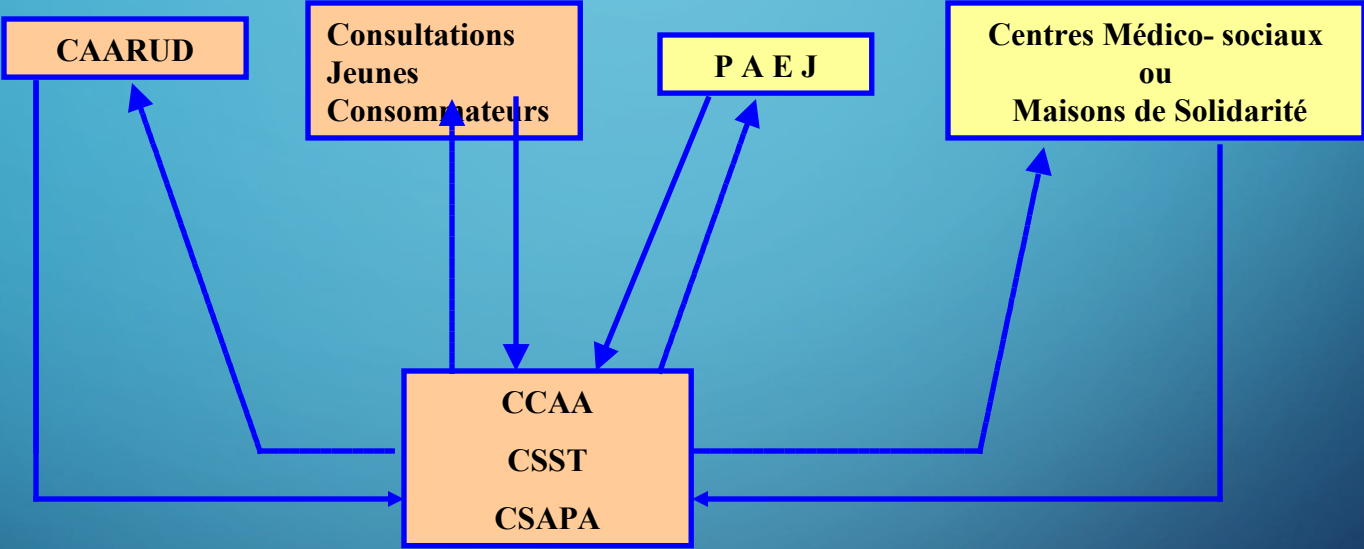 CAARUD
Consultations
Jeunes
Consommateurs
P A E J
Centres Médico- sociaux
ou
Maisons de Solidarité
CCAA
CSST
CSAPA